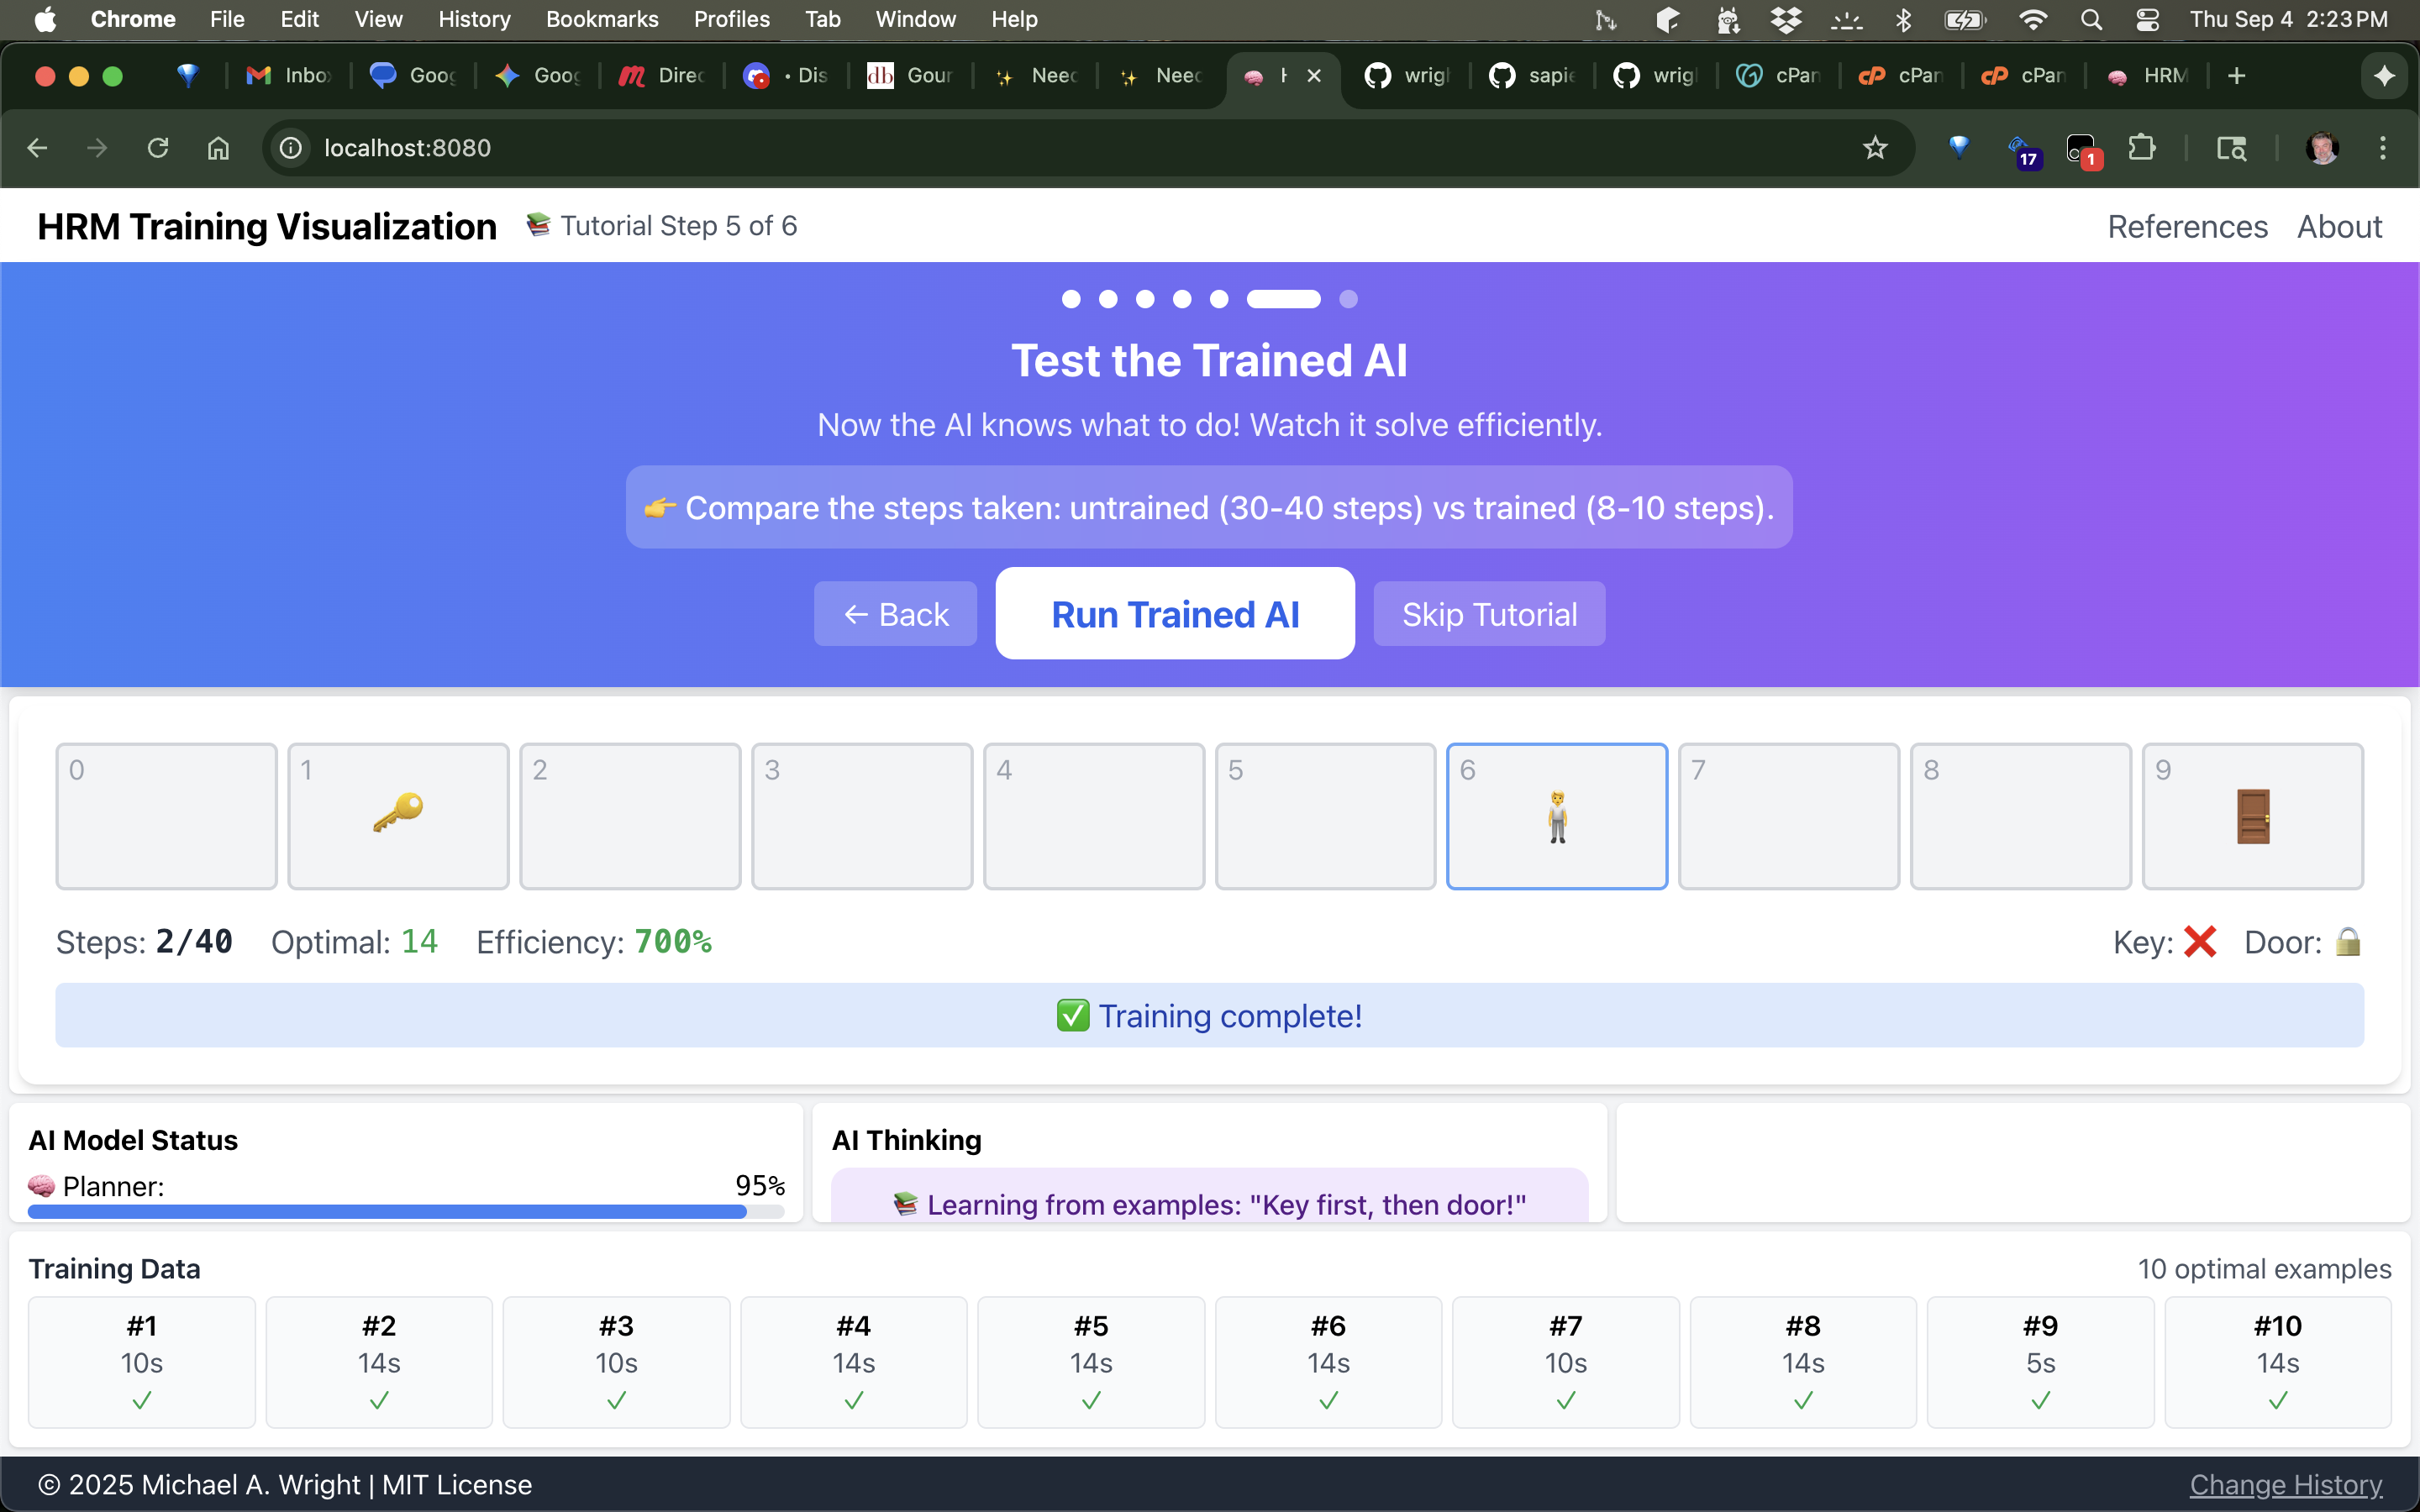 Chrome File Edit View History Bookmarks Profiles Tab Window Help Thu Sep 4 2:23 PM
Inbo Goog Goog Direc • Dis db Gour Need Need wrigh sapie wrigl cPan cP cPan cP cPan HRM
localhost:8080 17 1
HRM Training Visualization 📚 Tutorial Step 5 of 6 References About
Test the Trained AI
Now the AI knows what to do! Watch it solve efficiently.
👉 Compare the steps taken: untrained (30-40 steps) vs trained (8-10 steps).
← Back Run Trained AI Skip Tutorial
0 1 2 3 4 5 6 7 8 9
Steps: 2/40 Optimal: 14 Efficiency: 700% Key: ❌ Door: 🔒
✅ Training complete!
AI Model Status AI Thinking
🧠 Planner: 95%
📚 Learning from examples: "Key first, then door!"
Training Data 10 optimal examples
#1 #2 #3 #4 #5 #6 #7 #8 #9 #10
10s 14s 10s 14s 14s 14s 10s 14s 5s 14s
✓ ✓ ✓ ✓ ✓ ✓ ✓ ✓ ✓ ✓
© 2025 Michael A. Wright | MIT License Change History